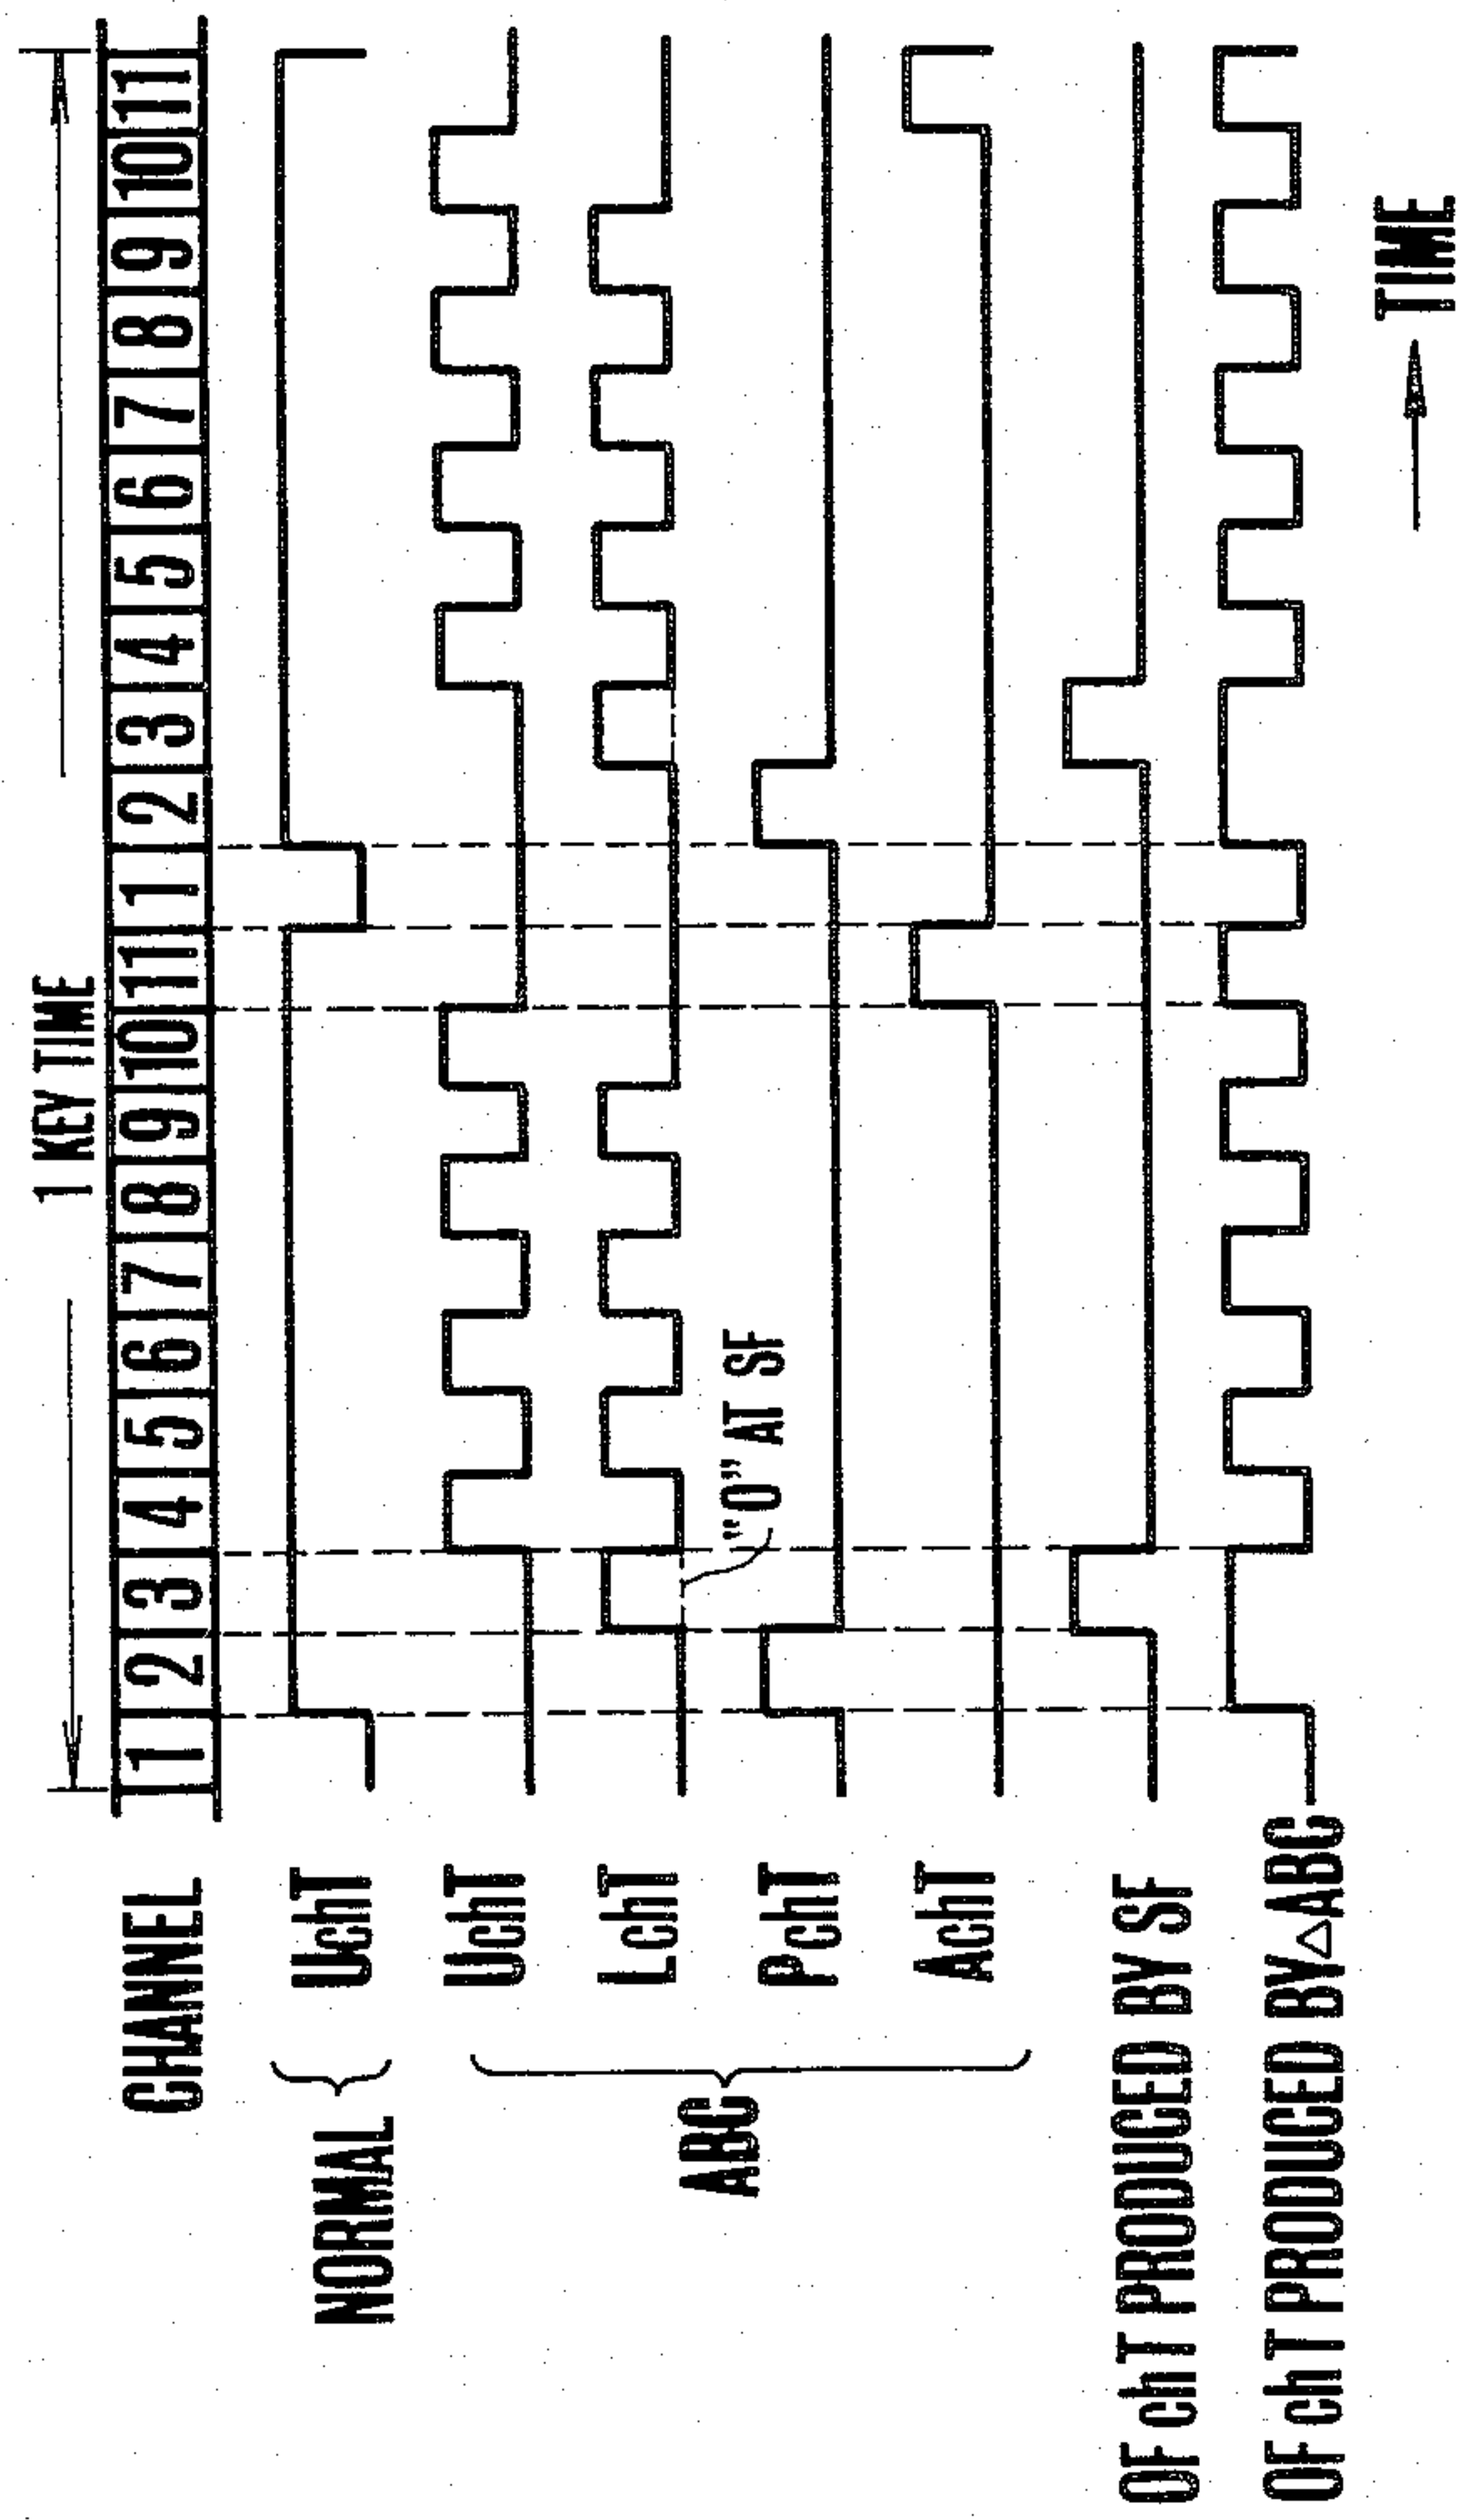 1 KEY TIME
CHANNEL 1 2 3 4 5 6 7 8 9 10 11 1 2 3 4 5 6 7 8 9 10 11
NORMAL
UchT
ABC
UchT
LchT
"0" AT SF
PchT
AchT
OF chT PRODUCED BY SF
OF chT PRODUCED BY△ABC
TIME